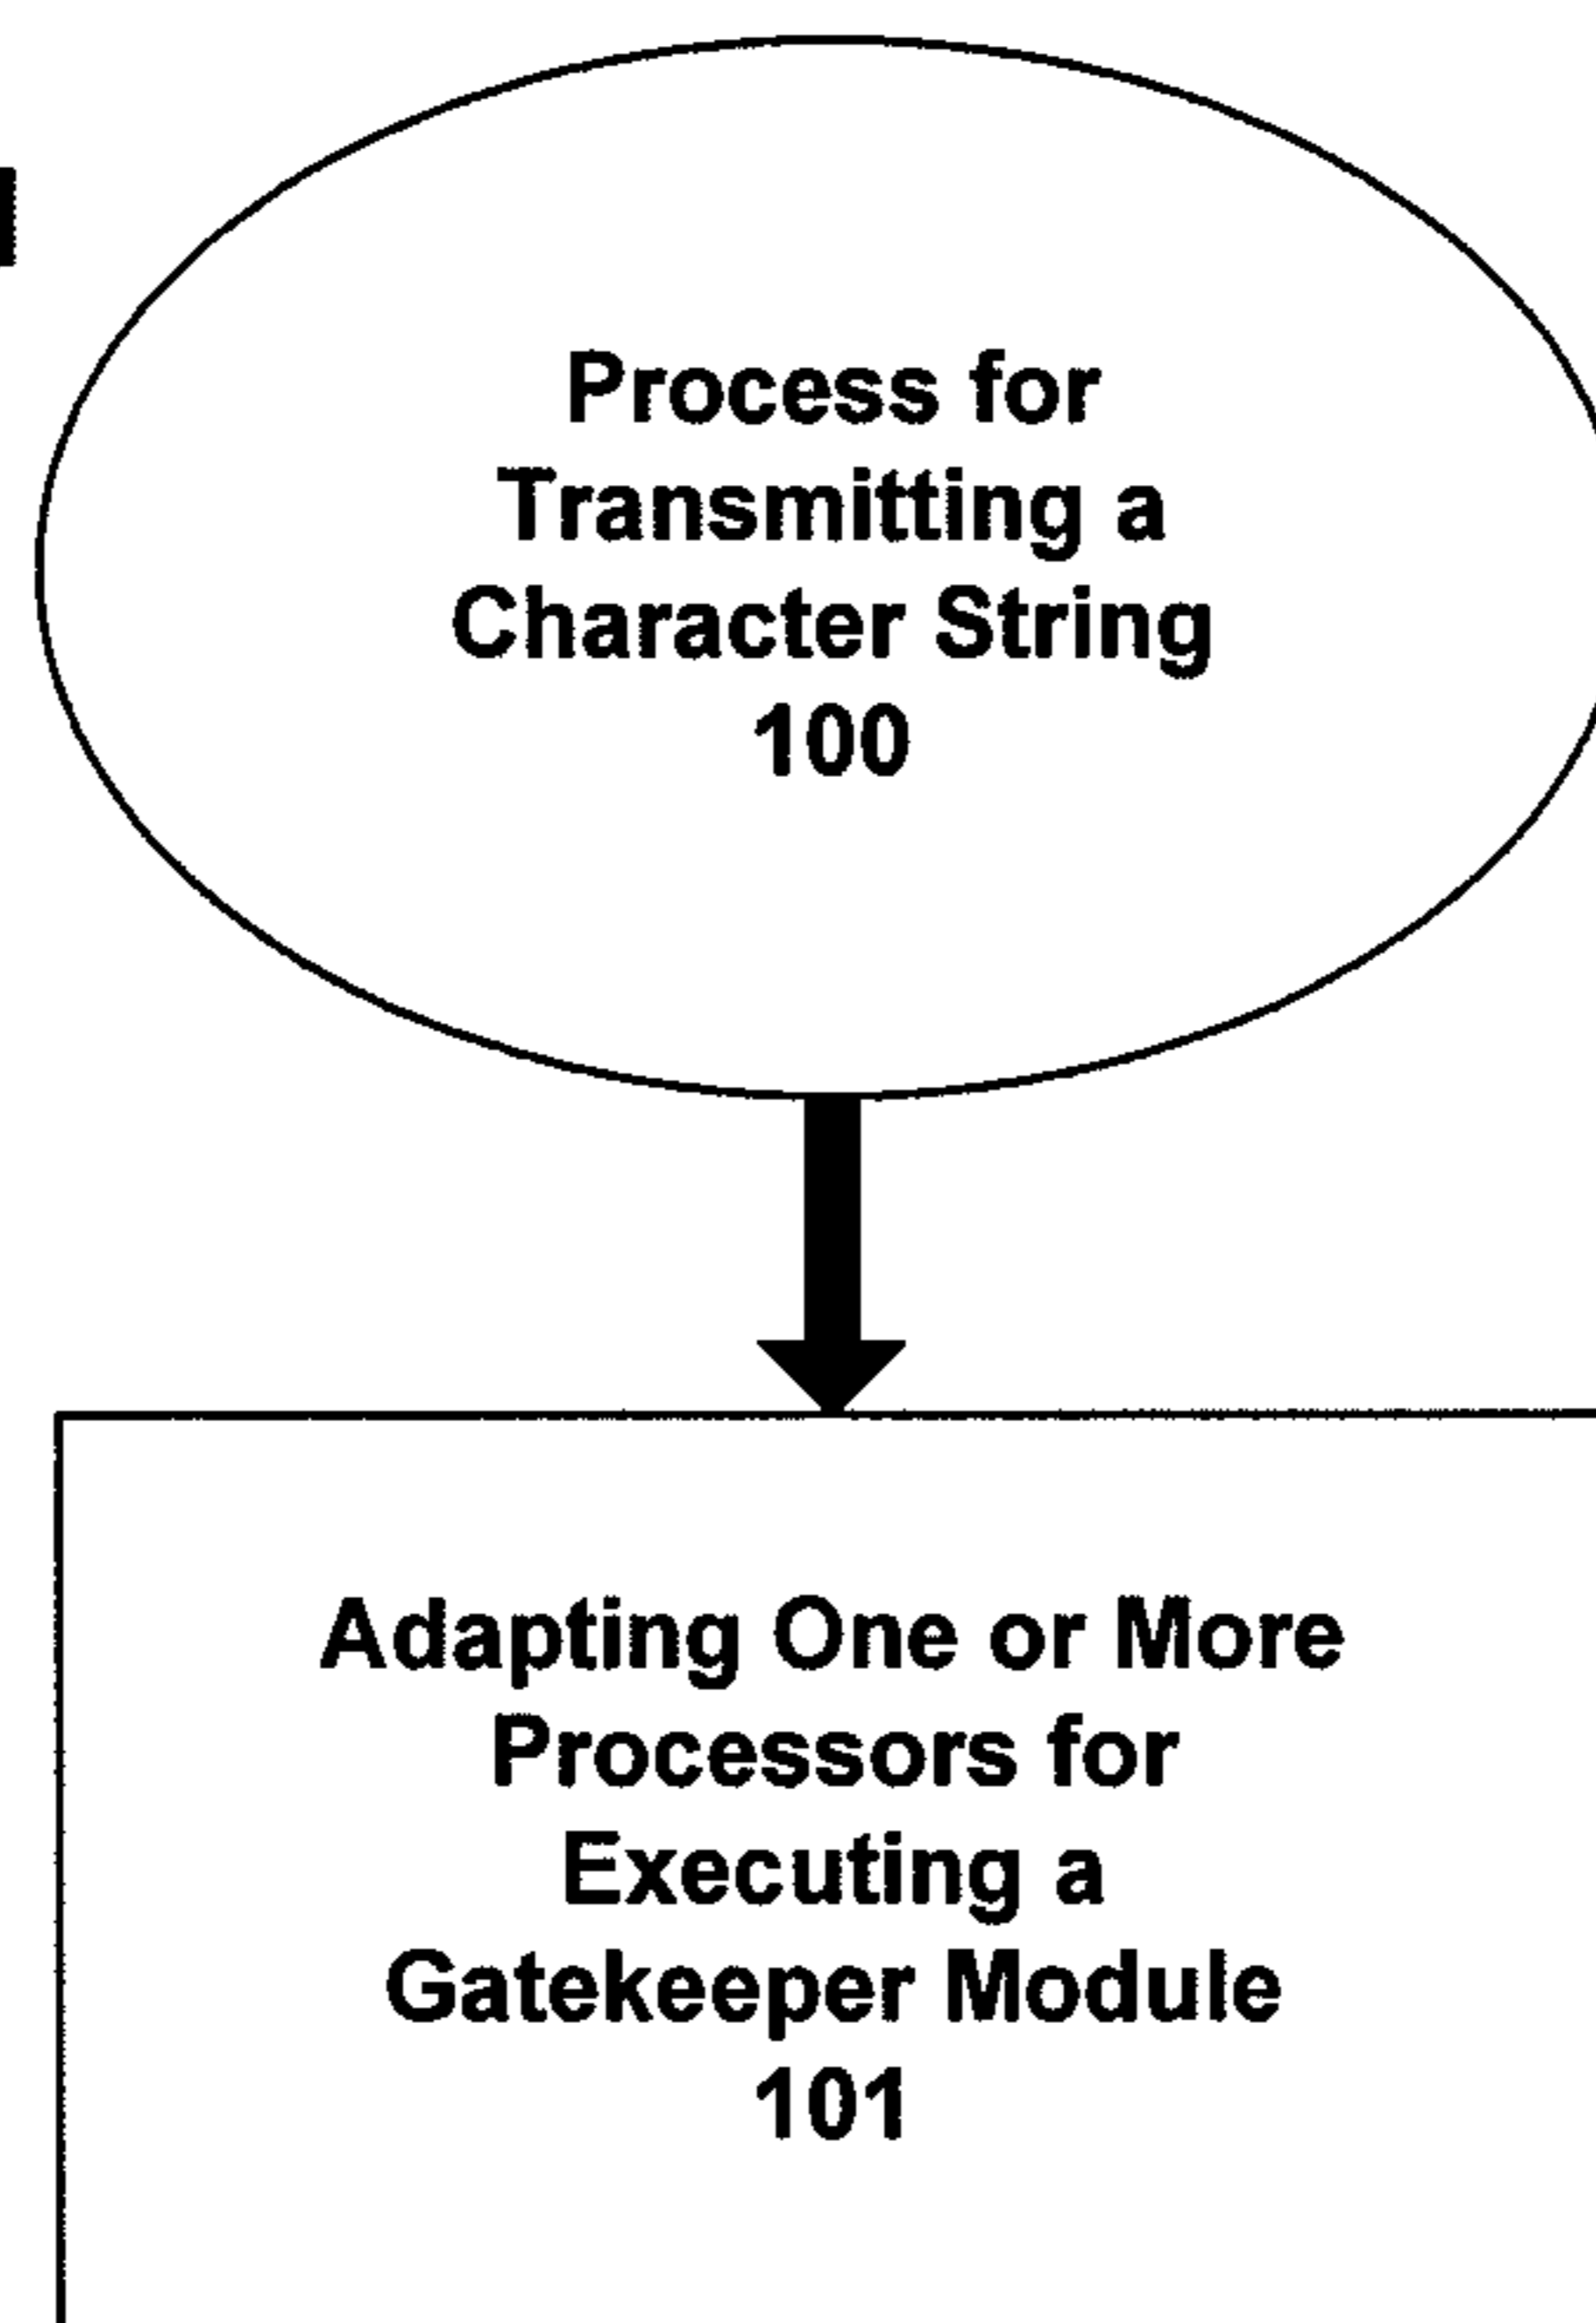 Process for
Transmitting a
Character String
100
Adapting One or More
Processors for
Executing a
Gatekeeper Module
101